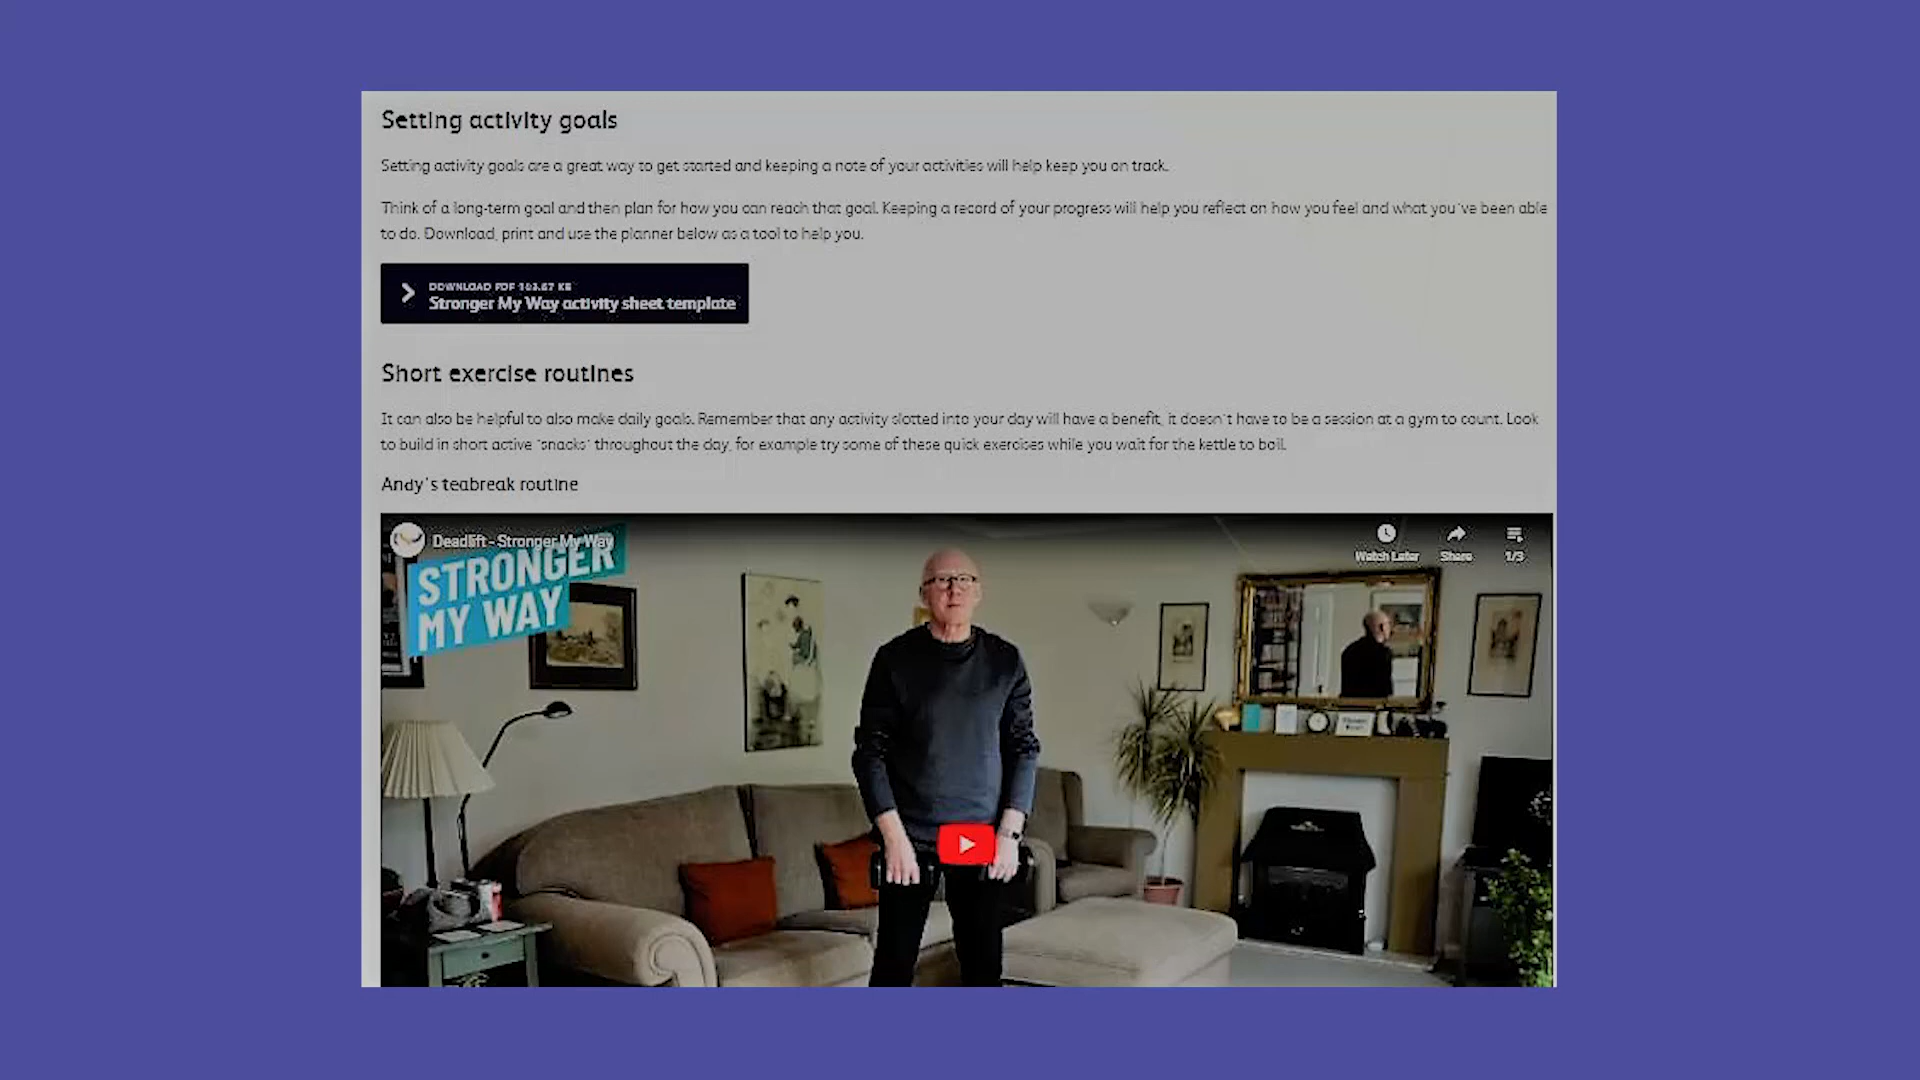 Setting activity goals
Setting activity goals are a great way to get started and keeping a note of your activities will help keep you on track.
Think of a long-term goal and then plan for how you can reach that goal. Keeping a record of your progress will help you reflect on how you feel and what you've been able
to do. Download, print and use the planner below as a tool to help you.
DOWNLOAD PDF 103.67 KB
Stronger My Way activity sheet template
Short exercise routines
It can also be helpful to also make daily goals. Remember that any activity slotted into your day will have a benefit, it doesn't have to be a session at a gym to count. Look
to build in short active 'snacks' throughout the day, for example try some of these quick exercises while you wait for the kettle to boil.
Andy's teabreak routine
Deadlift - Stronger My Way
STRONGER
MY WAY
Watch Later
Share
1/3